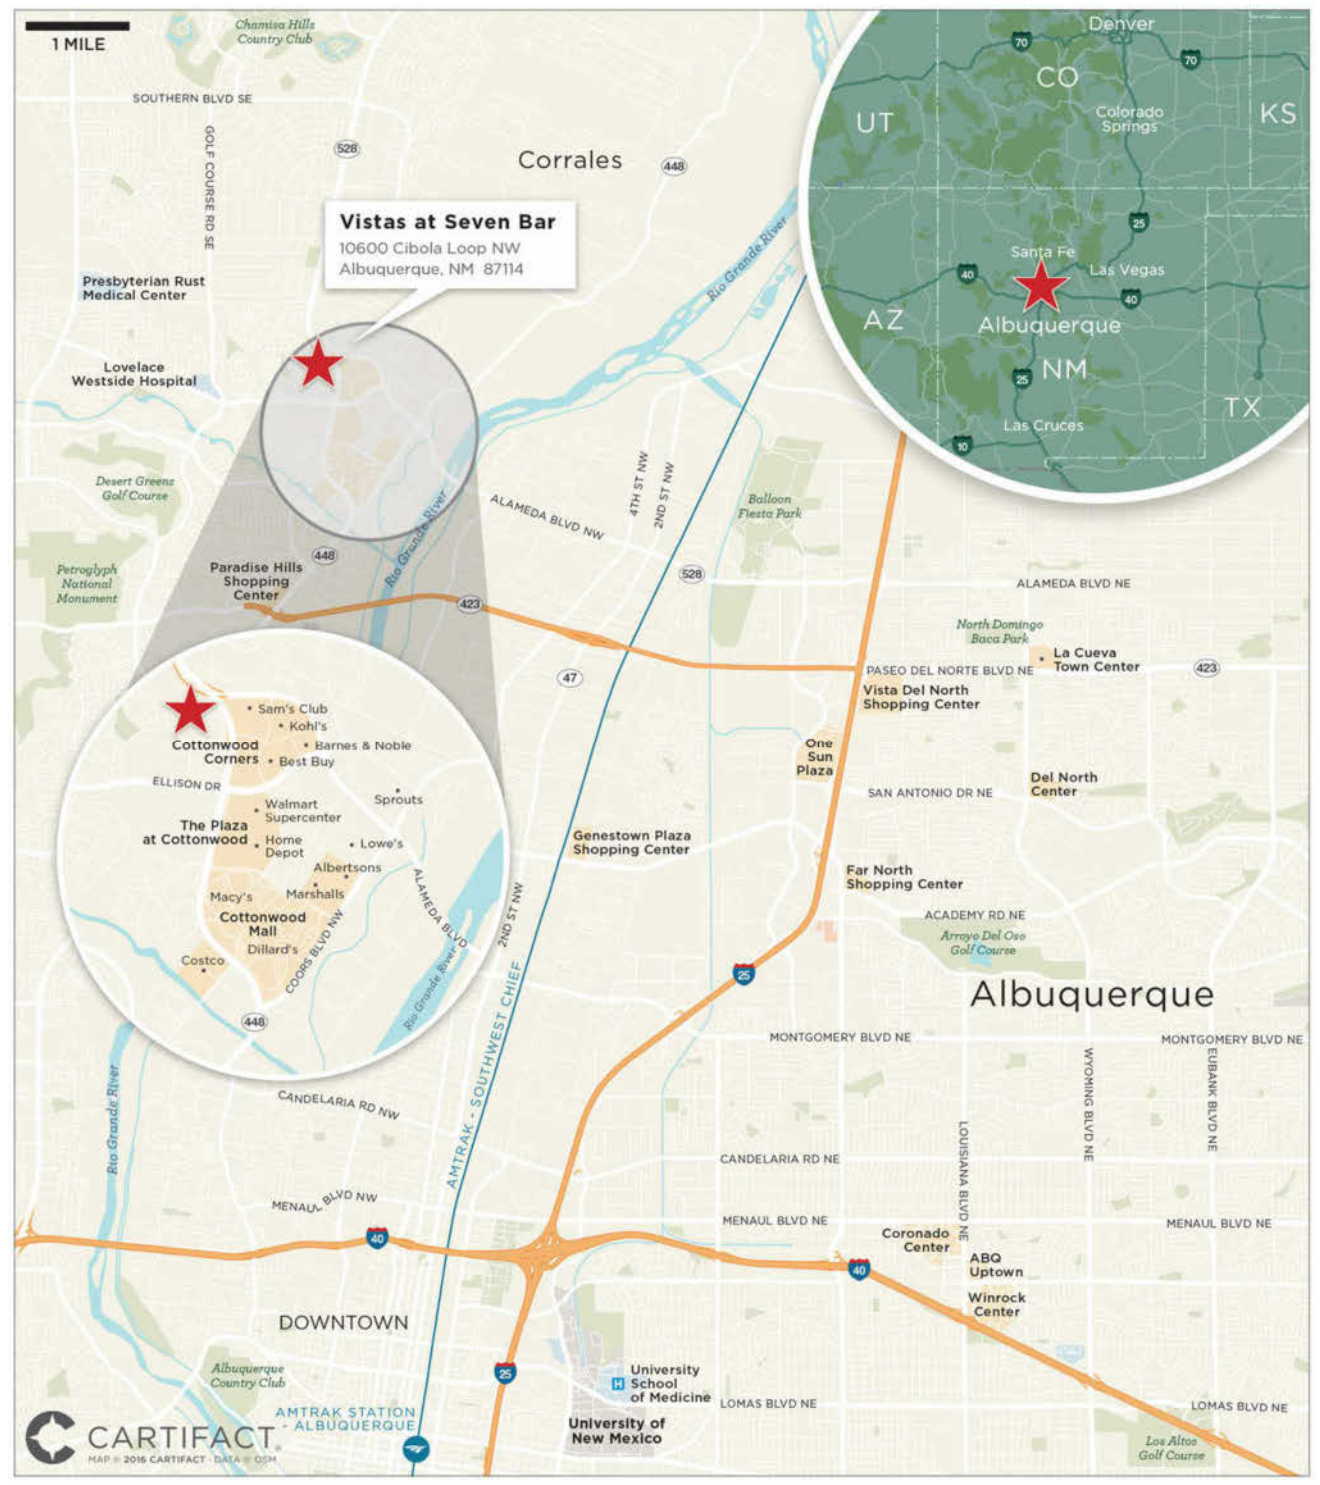 1 MILE
Chamisa Hills
Country Club
SOUTHERN BLVD SE
GOLF COURSE RD SE
528
Corrales
448
Vistas at Seven Bar
10600 Cibola Loop NW
Albuquerque, NM 87114
Rio Grande River
Presbyterian Rust
Medical Center
Lovelace
Westside Hospital
Denver
70
70
CO
UT
KS
Colorado
Springs
25
Santa Fe
40
Las Vegas
40
AZ
Albuquerque
25
NM
TX
Las Cruces
10
Desert Greens
Golf Course
ALAMEDA BLVD NW
4TH ST NW
2ND ST NW
Balloon
Fiesta Park
Rio Grande River
448
Petroglyph
National
Monument
Paradise Hills
Shopping
Center
423
528
ALAMEDA BLVD NE
North Domingo
Baca Park
La Cueva
Town Center
423
PASEO DEL NORTE BLVD NE
47
Vista Del North
Shopping Center
Sam's Club
Kohl's
Cottonwood
Corners
Barnes & Noble
Best Buy
ELLISON DR
Sprouts
Walmart
Supercenter
The Plaza
at Cottonwood
Home
Depot
Lowe's
Albertsons
Marshalls
Macy's
Cottonwood
Mall
Dillard's
Costco
COORS BLVD NW
ALAMEDA BLVD
Rio Grande River
448
One
Sun
Plaza
Del North
Center
SAN ANTONIO DR NE
Genestown Plaza
Shopping Center
Far North
Shopping Center
2ND ST NW
ACADEMY RD NE
Arroyo Del Oso
Golf Course
25
Albuquerque
AMTRAK - SOUTHWEST CHIEF
MONTGOMERY BLVD NE
MONTGOMERY BLVD NE
WYOMING BLVD NE
EUBANK BLVD NE
Rio Grande River
CANDELARIA RD NW
LOUISIANA BLVD NE
CANDELARIA RD NE
MENAUL BLVD NW
MENAUL BLVD NE
MENAUL BLVD NE
40
40
Coronado
Center
ABQ
Uptown
Winrock
Center
DOWNTOWN
25
Albuquerque
Country Club
H
University
School
of Medicine
LOMAS BLVD NE
LOMAS BLVD NE
AMTRAK STATION
- ALBUQUERQUE
University of
New Mexico
Los Altos
Golf Course
CARTIFACT®
MAP © 2016 CARTIFACT · DATA © OSM